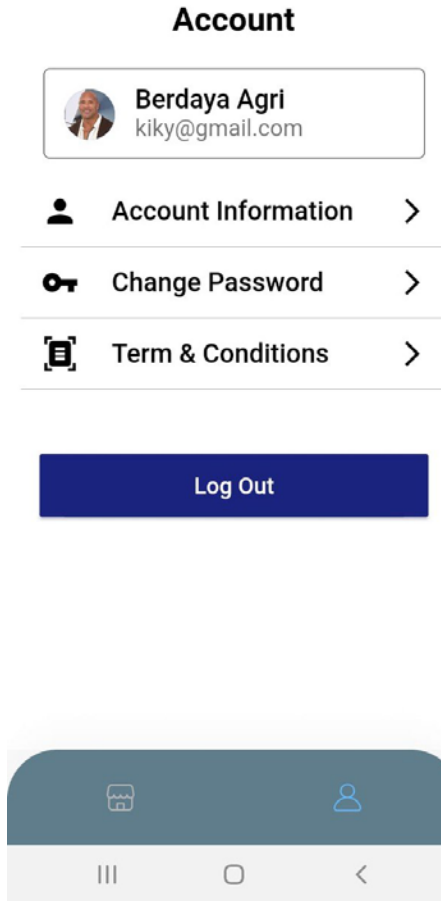 Account
Berdaya Agri
kiky@gmail.com
Account Information
Change Password
Term & Conditions
Log Out